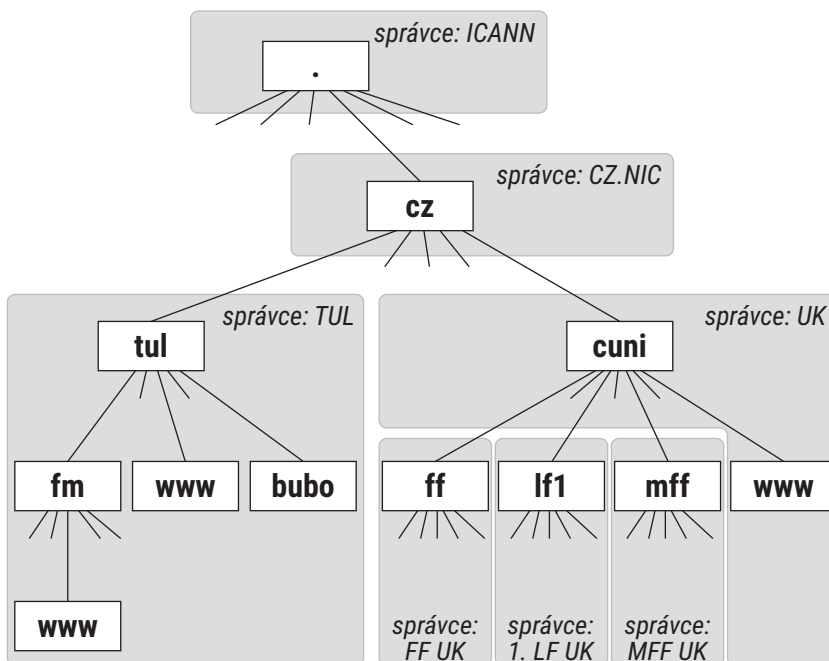 správce: ICANN
.
správce: CZ.NIC
cz
správce: TUL
správce: UK
tul
cuni
fm
www
bubo
ff
lf1
mff
www
www
správce:
FF UK
správce:
1. LF UK
správce:
MFF UK